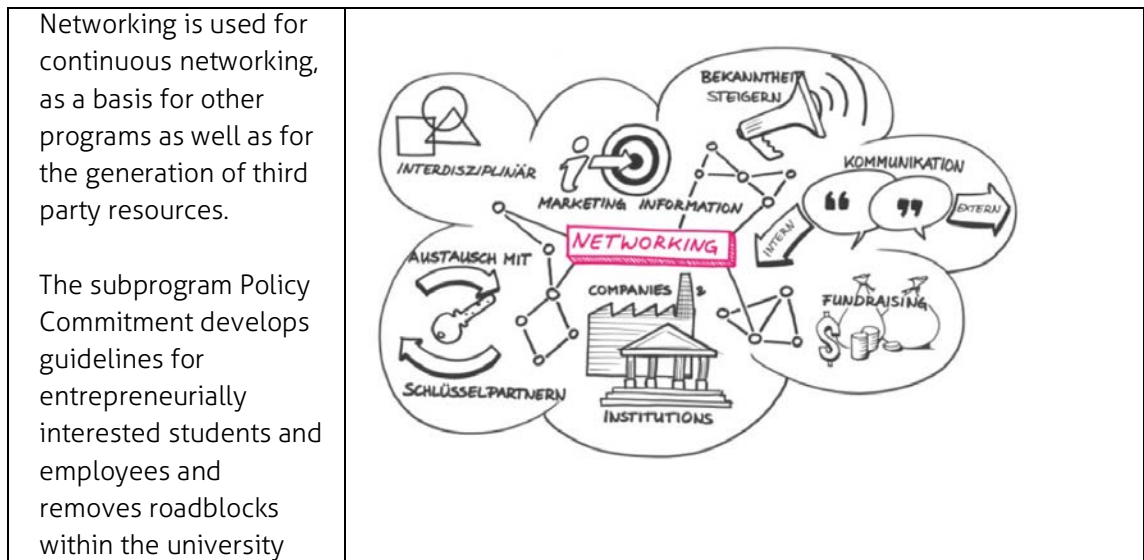 Networking is used for
continuous networking,
as a basis for other
programs as well as for
the generation of third
party resources.
The subprogram Policy
Commitment develops
guidelines for
entrepreneurially
interested students and
employees and
removes roadblocks
within the university
INTERDISZIPLINÄR
MARKETING INFORMATION
BEKANNTHEIT
STEIGERN
KOMMUNIKATION
INTERN
EXTERN
NETWORKING
AUSTAUSCH MIT
SCHLÜSSELPARTNERN
COMPANIES &
INSTITUTIONS
FUNDRAISING